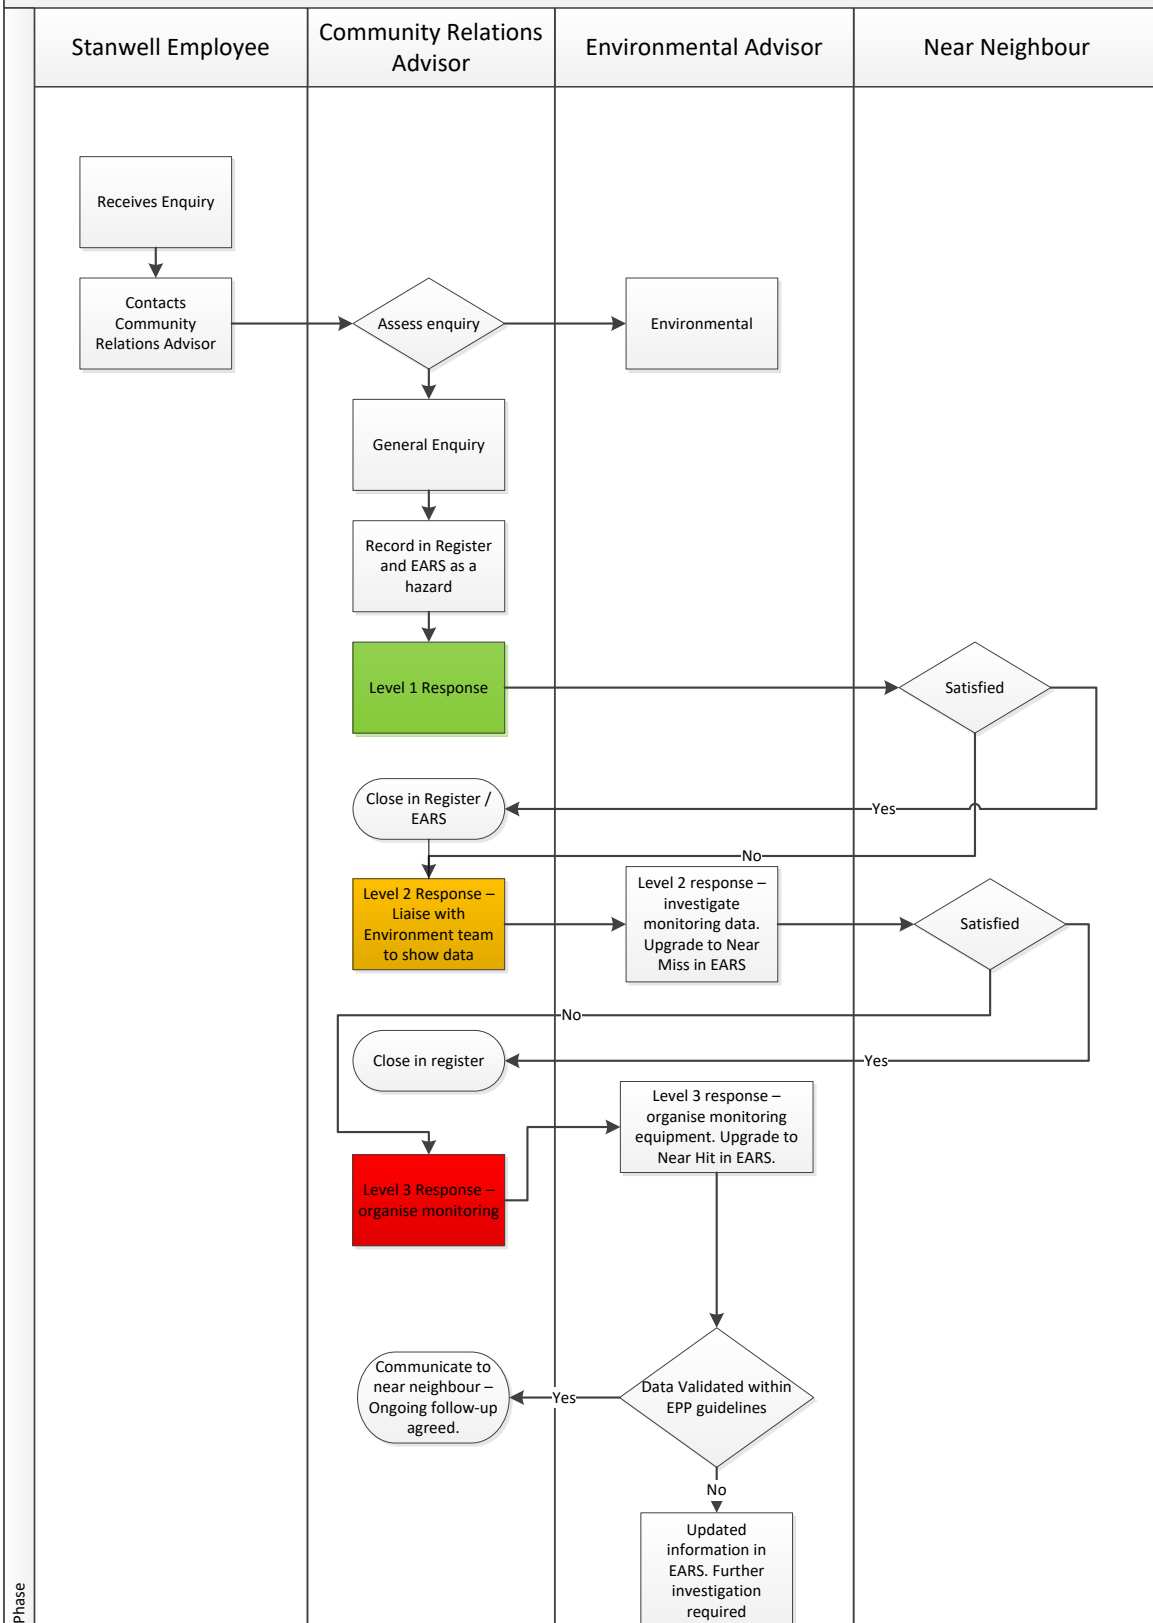 Stanwell Employee
Community Relations
Advisor
Environmental Advisor
Near Neighbour
Receives Enquiry
Contacts
Community
Relations Advisor
Assess enquiry
Environmental
General Enquiry
Record in Register
and EARS as a
hazard
Level 1 Response
Satisfied
Close in Register /
EARS
Yes
No
Level 2 Response –
Liaise with
Environment team
to show data
Level 2 response –
investigate
monitoring data.
Upgrade to Near
Miss in EARS
Satisfied
No
Close in register
Yes
Level 3 response –
organise monitoring
equipment. Upgrade to
Near Hit in EARS.
Level 3 Response –
organise monitoring
Communicate to
near neighbour –
Ongoing follow-up
agreed.
Yes
Data Validated within
EPP guidelines
No
Updated
information in
EARS. Further
investigation
required
Phase